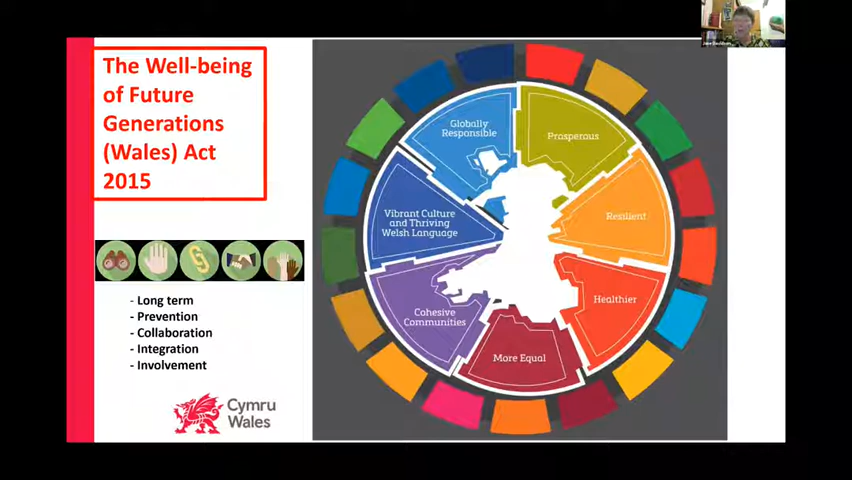 The Well-being
of Future
Generations
(Wales) Act
2015
- Long term
- Prevention
- Collaboration
- Integration
- Involvement
Cymru
Wales
Globally
Responsible
Prosperous
Resilient
Healthier
More Equal
Cohesive
Communities
Vibrant Culture
and Thriving
Welsh Language